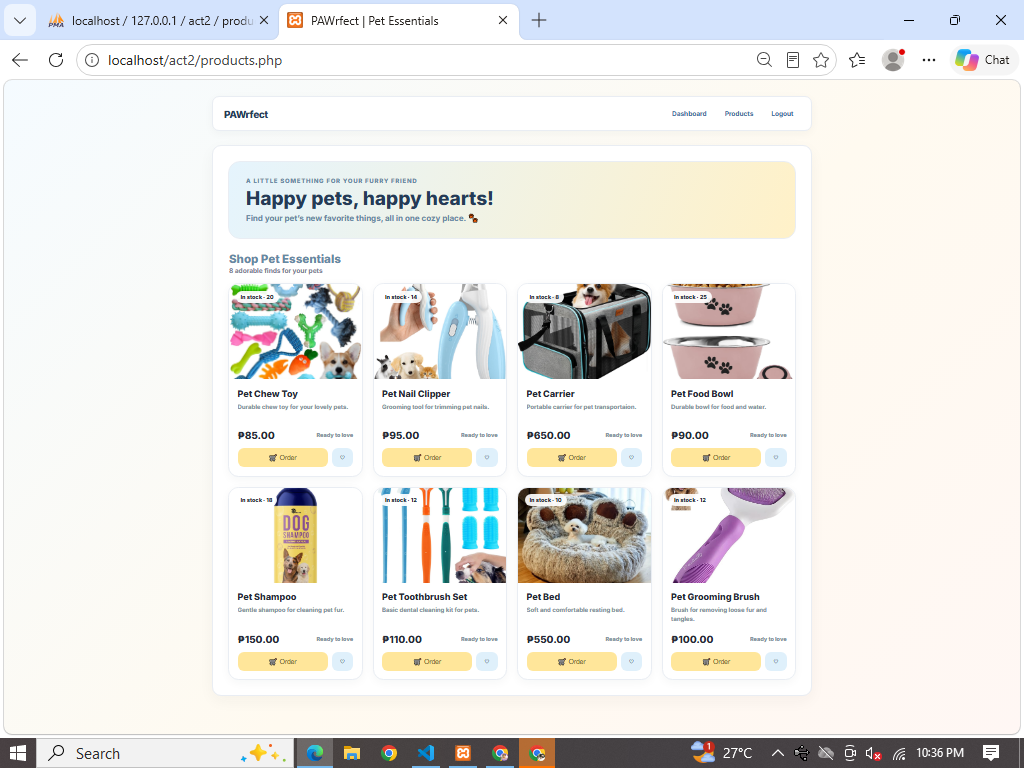 localhost / 127.0.0.1 / act2 / produ
PAWrfect | Pet Essentials
localhost/act2/products.php
Chat
PAWrfect
Dashboard Products Logout
A LITTLE SOMETHING FOR YOUR FURRY FRIEND
Happy pets, happy hearts!
Find your pet's new favorite things, all in one cozy place.
Shop Pet Essentials
8 adorable finds for your pets
In stock · 20
Pet Chew Toy
Durable chew toy for your lovely pets.
₱85.00 Ready to love
Order
In stock · 14
Pet Nail Clipper
Grooming tool for trimming pet nails.
₱95.00 Ready to love
Order
In stock · 8
Pet Carrier
Portable carrier for pet transportaion.
₱650.00 Ready to love
Order
In stock · 25
Pet Food Bowl
Durable bowl for food and water.
₱90.00 Ready to love
Order
In stock · 18
DOG
SHAMPOO
Pet Shampoo
Gentle shampoo for cleaning pet fur.
₱150.00 Ready to love
Order
In stock · 12
Pet Toothbrush Set
Basic dental cleaning kit for pets.
₱110.00 Ready to love
Order
In stock · 10
Pet Bed
Soft and comfortable resting bed.
₱550.00 Ready to love
Order
In stock · 12
Pet Grooming Brush
Brush for removing loose fur and
tangles.
₱100.00 Ready to love
Order
Search
1
27°C
10:36 PM